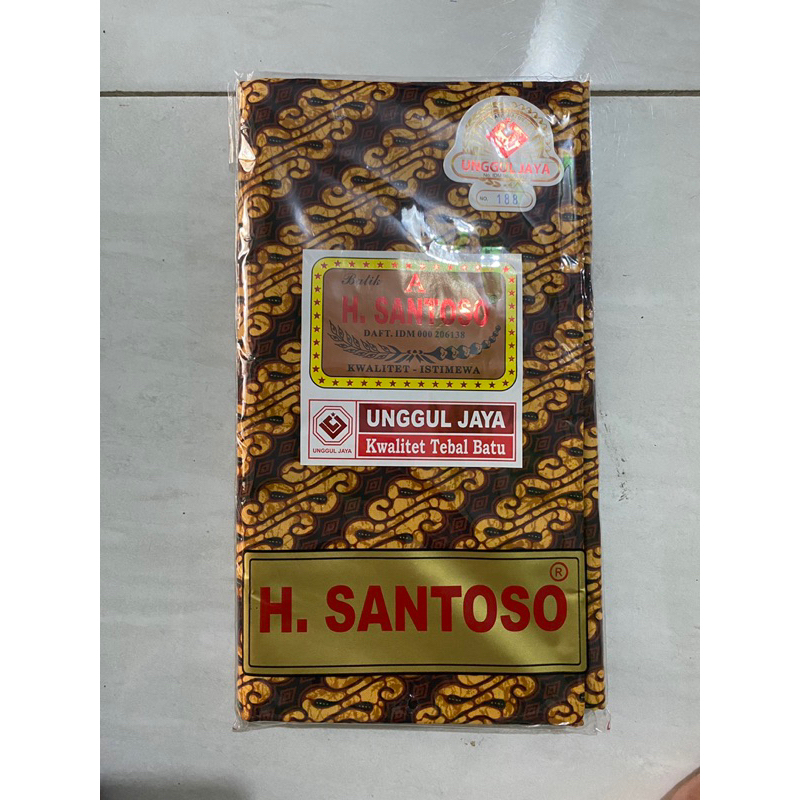 UNGGUL JAYA
NO. 188
Batik
A
H. SANTOSO
DAFT. IDM 000 206138
KWALITET - ISTIMEWA
UNGGUL JAYA
UNGGUL JAYA
Kwalitet Tebal Batu
H. SANTOSO ®